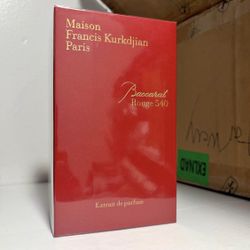 Maison
Francis Kurkdjian
Paris
Baccarat
Rouge 540
Extrait de parfum